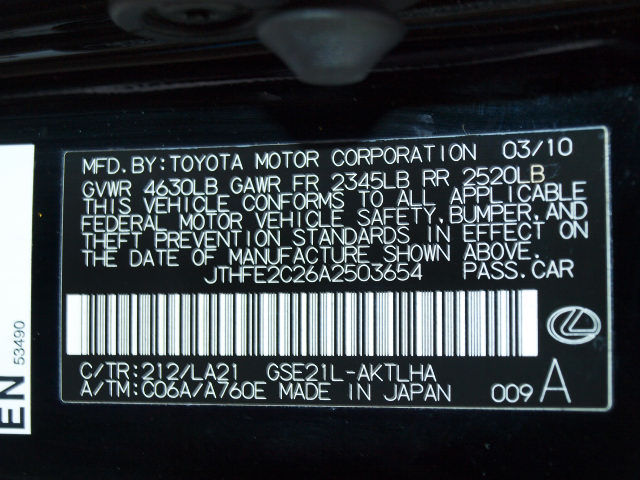 MFD. BY: TOYOTA MOTOR CORPORATION 03/10
GVWR 4630LB GAWR FR 2345LB RR 2520LB
THIS VEHICLE CONFORMS TO ALL APPLICABLE
FEDERAL MOTOR VEHICLE SAFETY, BUMPER, AND
THEFT PREVENTION STANDARDS IN EFFECT ON
THE DATE OF MANUFACTURE SHOWN ABOVE.
JTHFE2C26A2503654 PASS. CAR
C/TR: 212/LA21 GSE21L-AKTLHA
A/TM: C06A/A760E MADE IN JAPAN 009 A
EN
53490